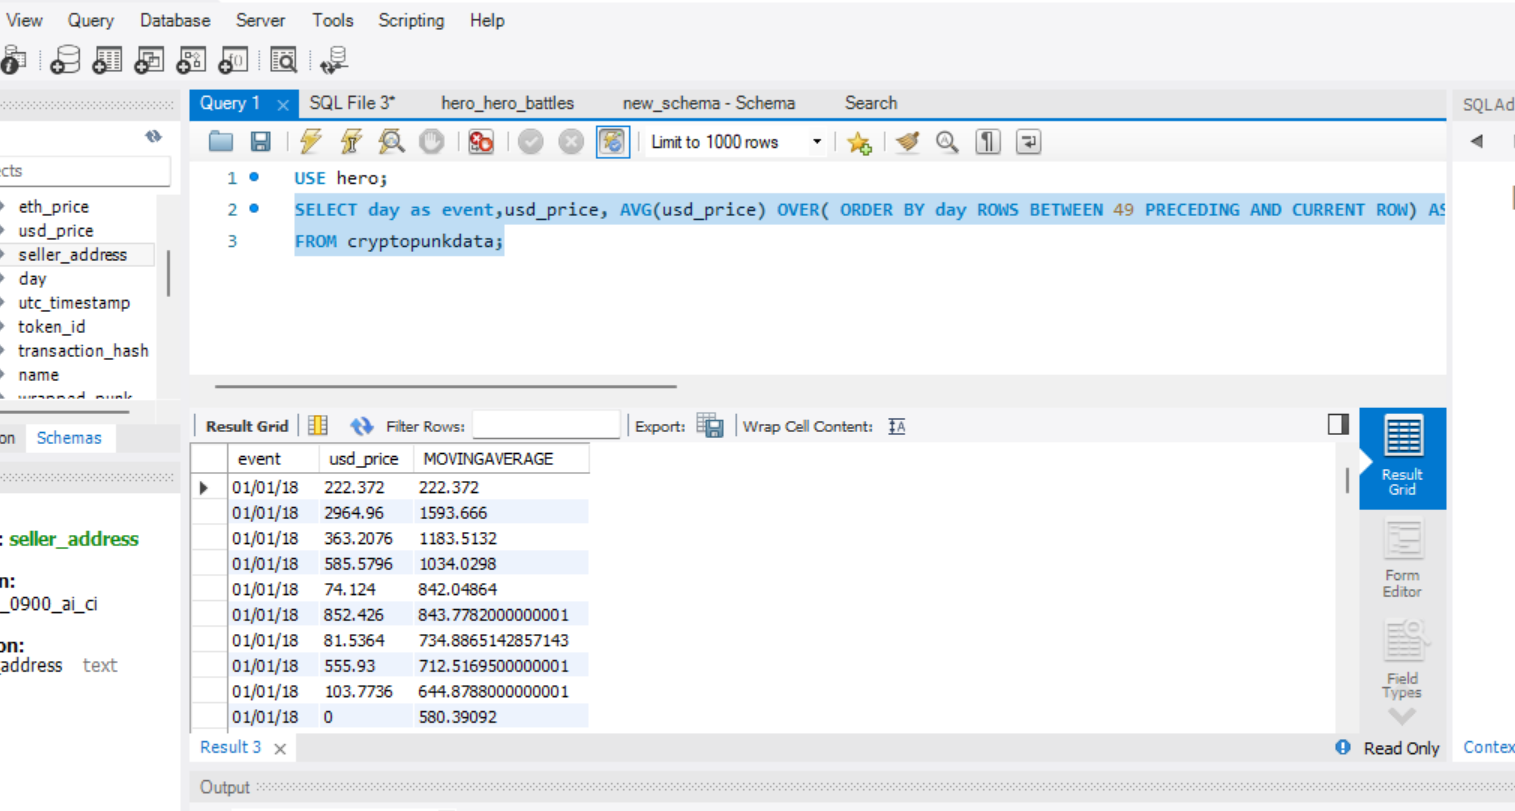 View Query Database Server Tools Scripting Help
Query 1 × SQL File 3* hero_hero_battles new_schema - Schema Search
Limit to 1000 rows
eth_price
usd_price
seller_address
day
utc_timestamp
token_id
transaction_hash
name
Schemas
: seller_address
_0900_ai_ci
address text
1 USE hero;
2 SELECT day as event,usd_price, AVG(usd_price) OVER( ORDER BY day ROWS BETWEEN 49 PRECEDING AND CURRENT ROW) AS
3 FROM cryptopunkdata;
Result Grid Filter Rows: Export: Wrap Cell Content:
event usd_price MOVINGAVERAGE
01/01/18 222.372 222.372
01/01/18 2964.96 1593.666
01/01/18 363.2076 1183.5132
01/01/18 585.5796 1034.0298
01/01/18 74.124 842.04864
01/01/18 852.426 843.7782000000001
01/01/18 81.5364 734.8865142857143
01/01/18 555.93 712.5169500000001
01/01/18 103.7736 644.8788000000001
01/01/18 0 580.39092
Result 3 ×
Output
Result
Grid
Form
Editor
Field
Types
Read Only
SQLAd
Contex